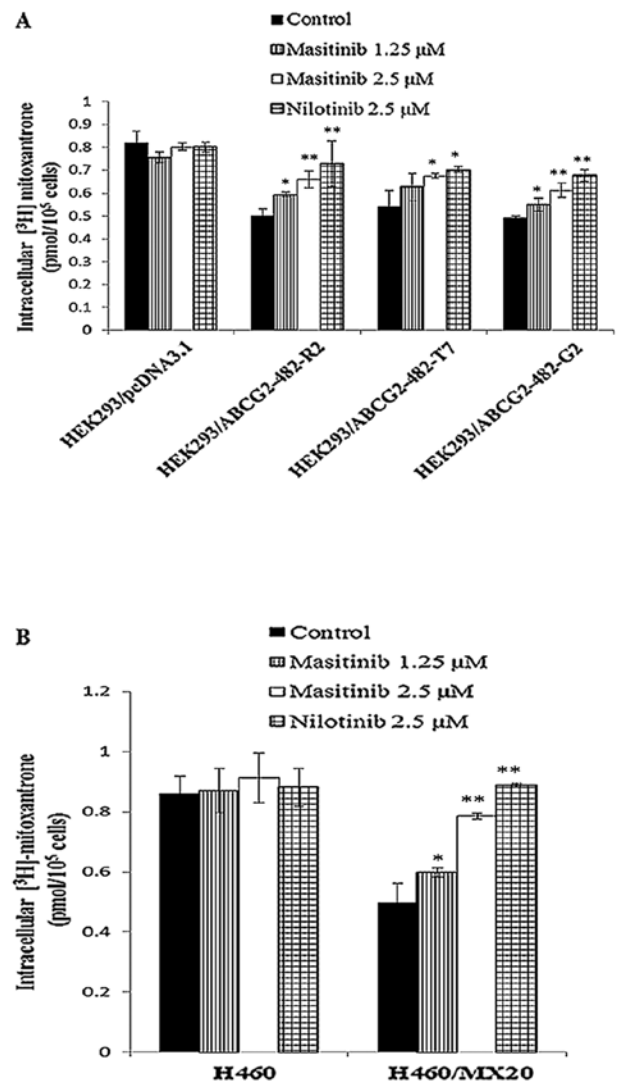 A
Control
Masitinib 1.25 µM
Masitinib 2.5 µM
Nilotinib 2.5 µM
Intracellular [³H] mitoxantrone
(pmol/10⁵ cells)
1
0.9
0.8
0.7
0.6
0.5
0.4
0.3
0.2
0.1
0
* ** **
* *
* ** **
HEK293/pcDNA3.1
HEK293/ABCG2-482-R2
HEK293/ABCG2-482-T7
HEK293/ABCG2-482-G2
B
Control
Masitinib 1.25 µM
Masitinib 2.5 µM
Nilotinib 2.5 µM
Intracellular [³H]-mitoxantrone
(pmol/10⁵ cells)
1.2
1
0.8
0.6
0.4
0.2
0
* ** **
H460
H460/MX20